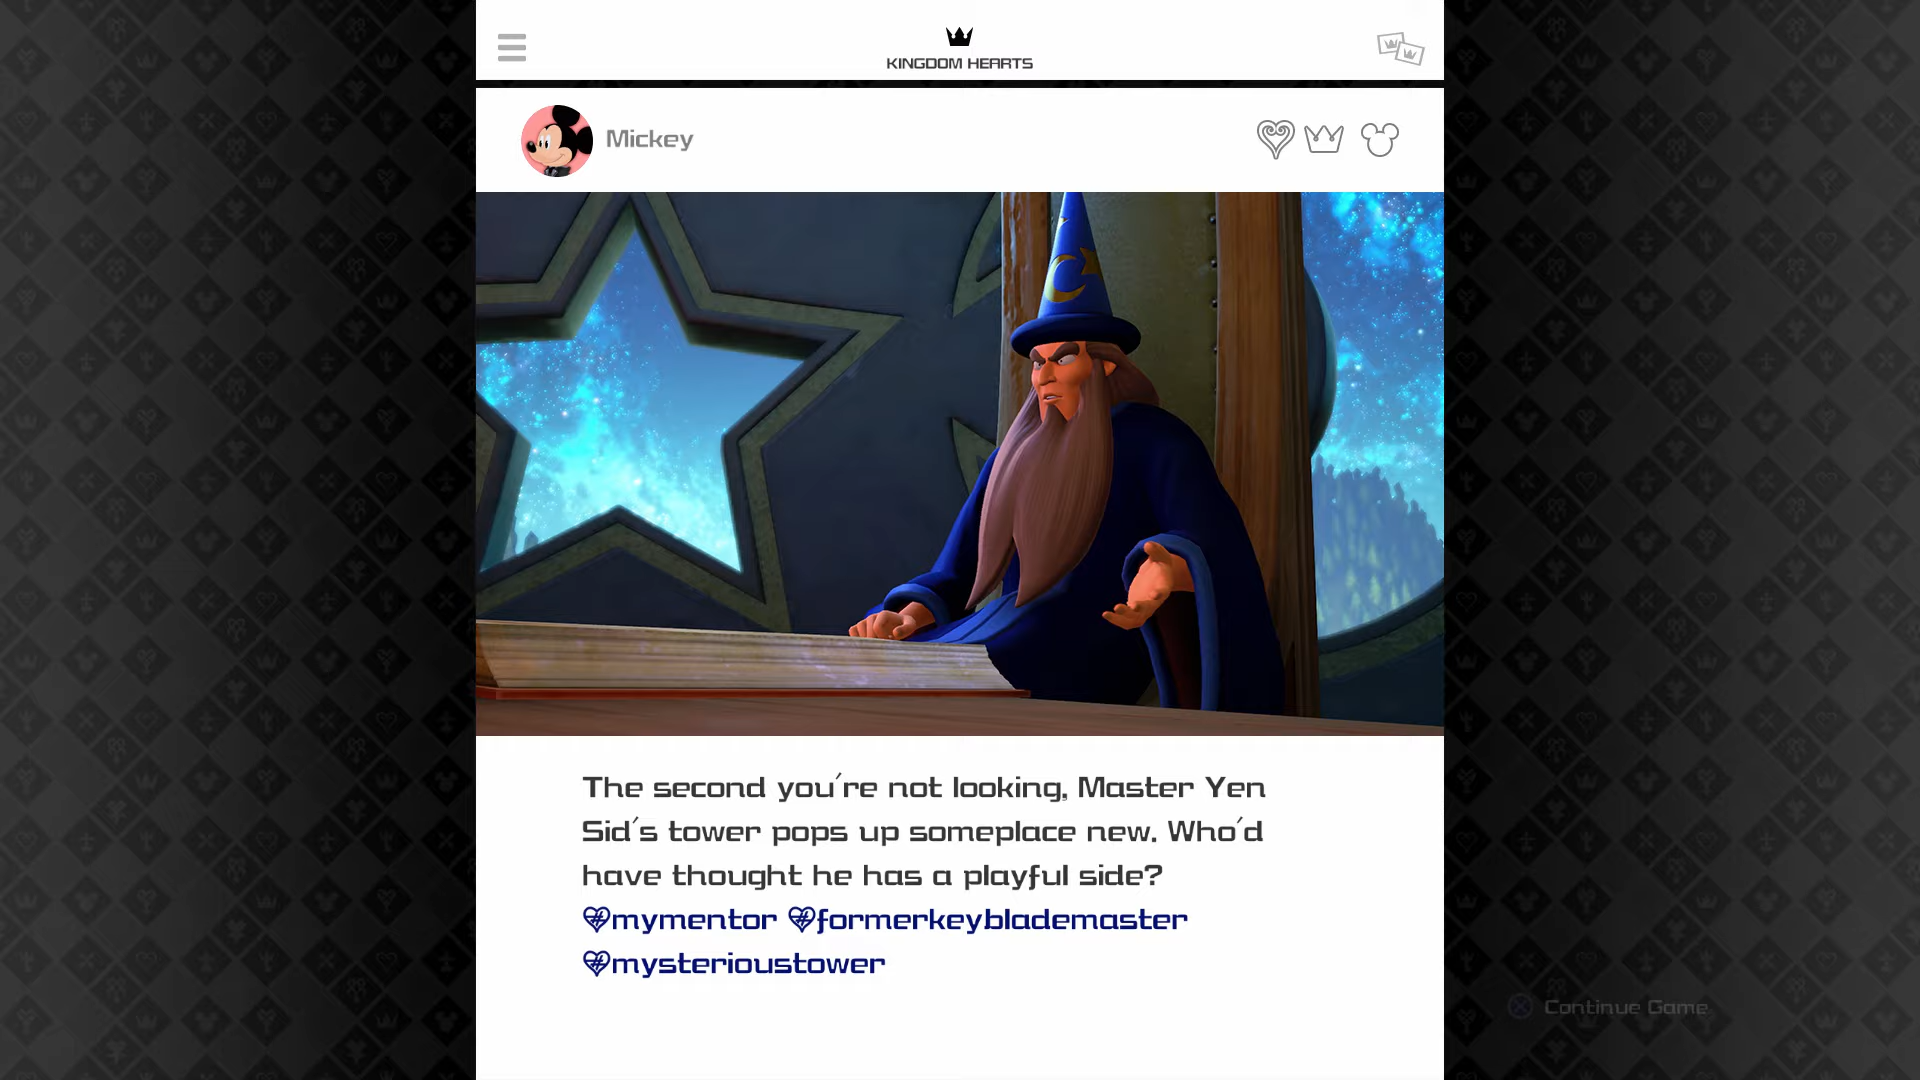 KINGDOM HEARTS
Mickey
The second you're not looking, Master Yen
Sid's tower pops up someplace new. Who'd
have thought he has a playful side?
#mymentor #formerkeyblademaster
#mysterioustower
Continue Game